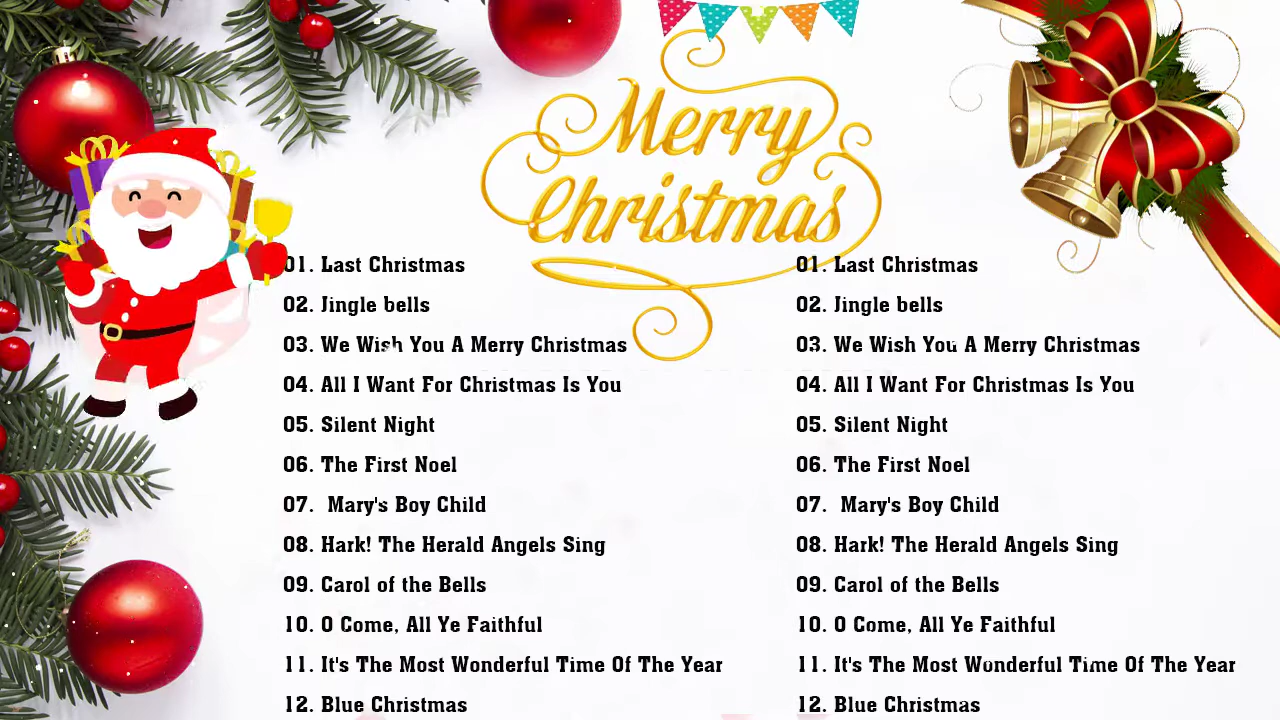 Merry
Christmas
01. Last Christmas
02. Jingle bells
03. We Wish You A Merry Christmas
04. All I Want For Christmas Is You
05. Silent Night
06. The First Noel
07. Mary's Boy Child
08. Hark! The Herald Angels Sing
09. Carol of the Bells
10. O Come, All Ye Faithful
11. It's The Most Wonderful Time Of The Year
12. Blue Christmas
01. Last Christmas
02. Jingle bells
03. We Wish You A Merry Christmas
04. All I Want For Christmas Is You
05. Silent Night
06. The First Noel
07. Mary's Boy Child
08. Hark! The Herald Angels Sing
09. Carol of the Bells
10. O Come, All Ye Faithful
11. It's The Most Wonderful Time Of The Year
12. Blue Christmas